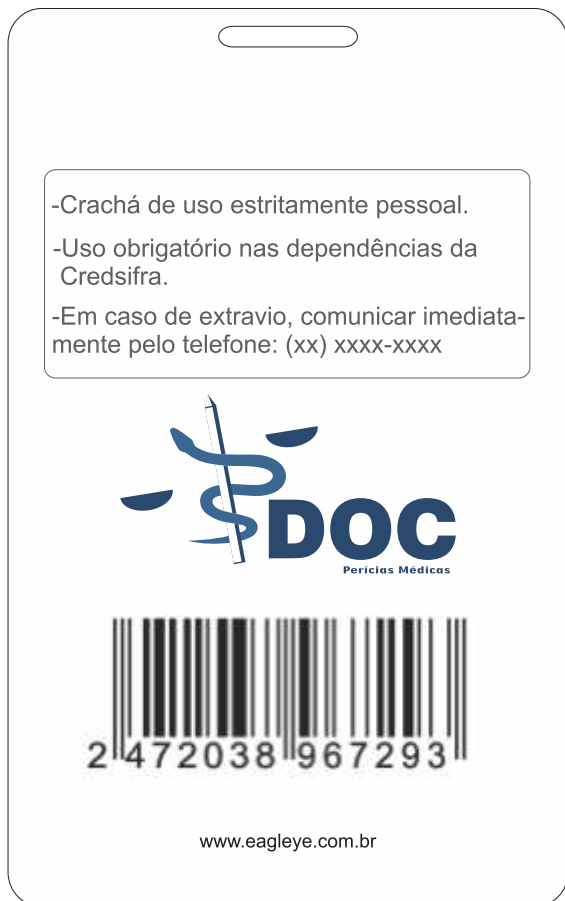 -Crachá de uso estritamente pessoal.
-Uso obrigatório nas dependências da
Credsifra.
-Em caso de extravio, comunicar imediata-
mente pelo telefone: (xx) xxxx-xxxx
DOC
Perícias Médicas
2 472038 967293
www.eagleye.com.br